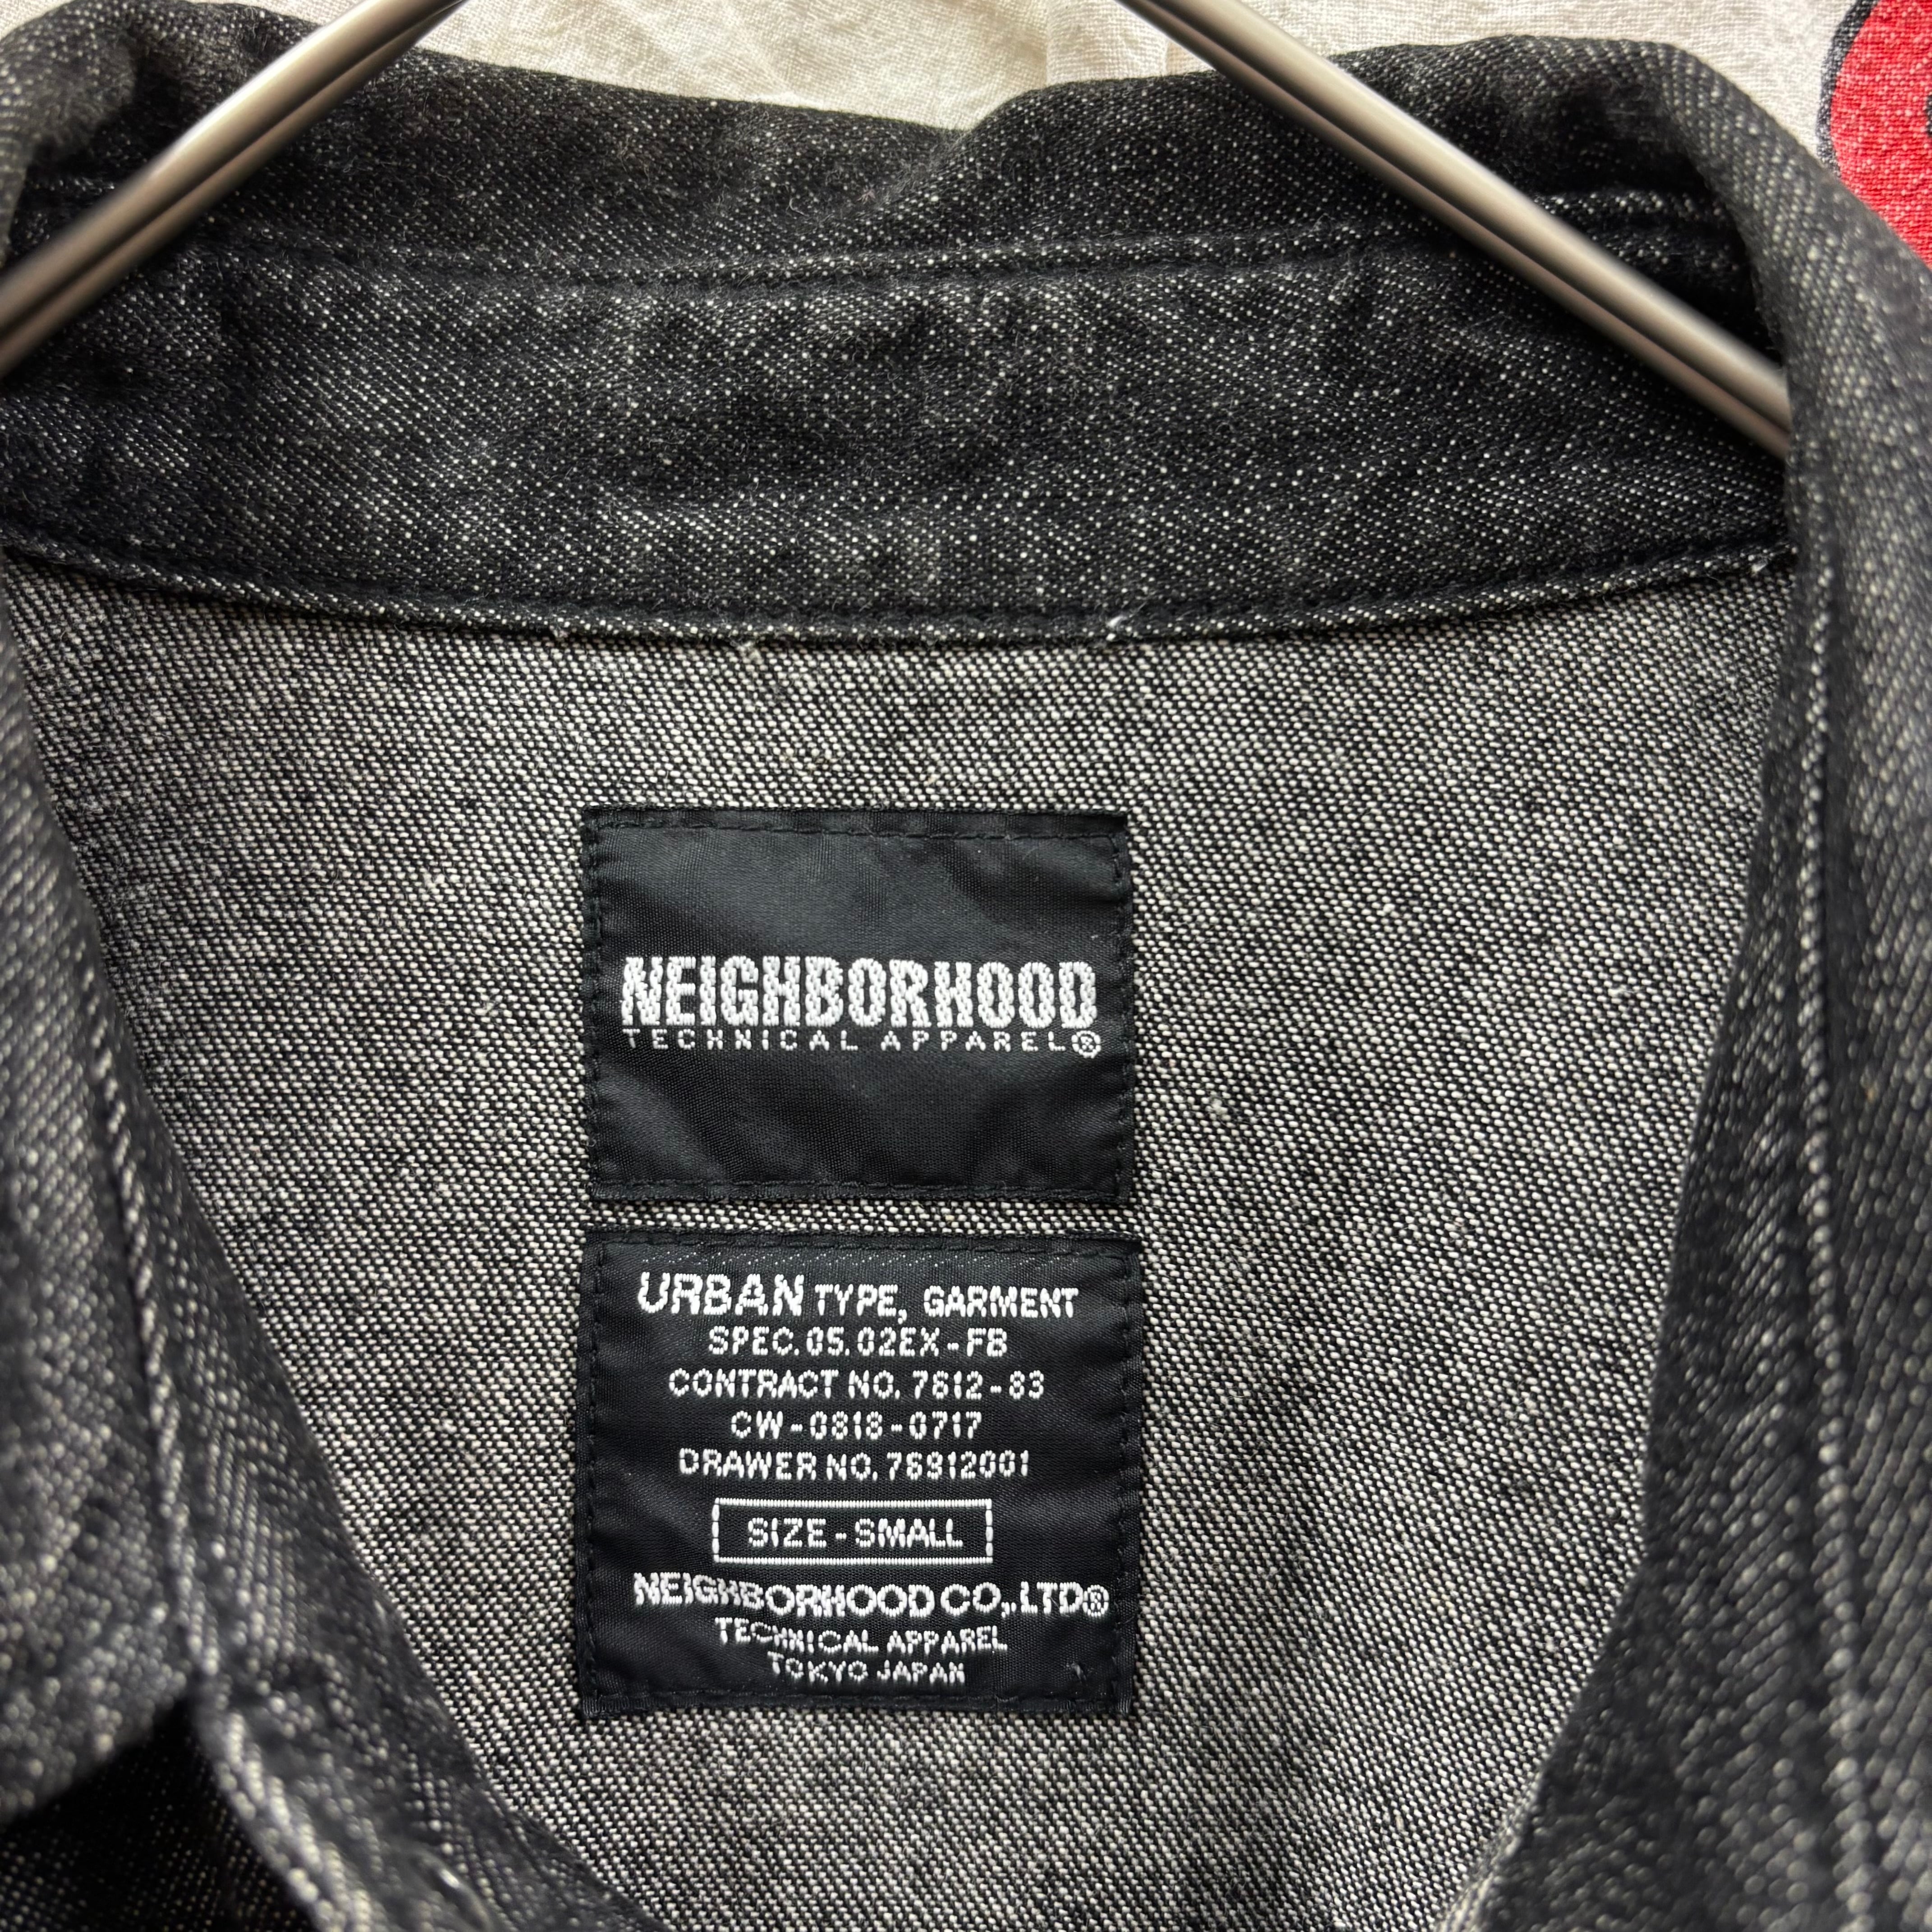 NEIGHBORHOOD
TECHNICAL APPAREL®
URBAN TYPE, GARMENT
SPEC.05.02EX-FB
CONTRACT NO. 7612-83
CW-0818-0717
DRAWER NO. 76912001
SIZE-SMALL
NEIGHBORHOOD CO,.LTD®
TECHNICAL APPAREL
TOKYO JAPAN